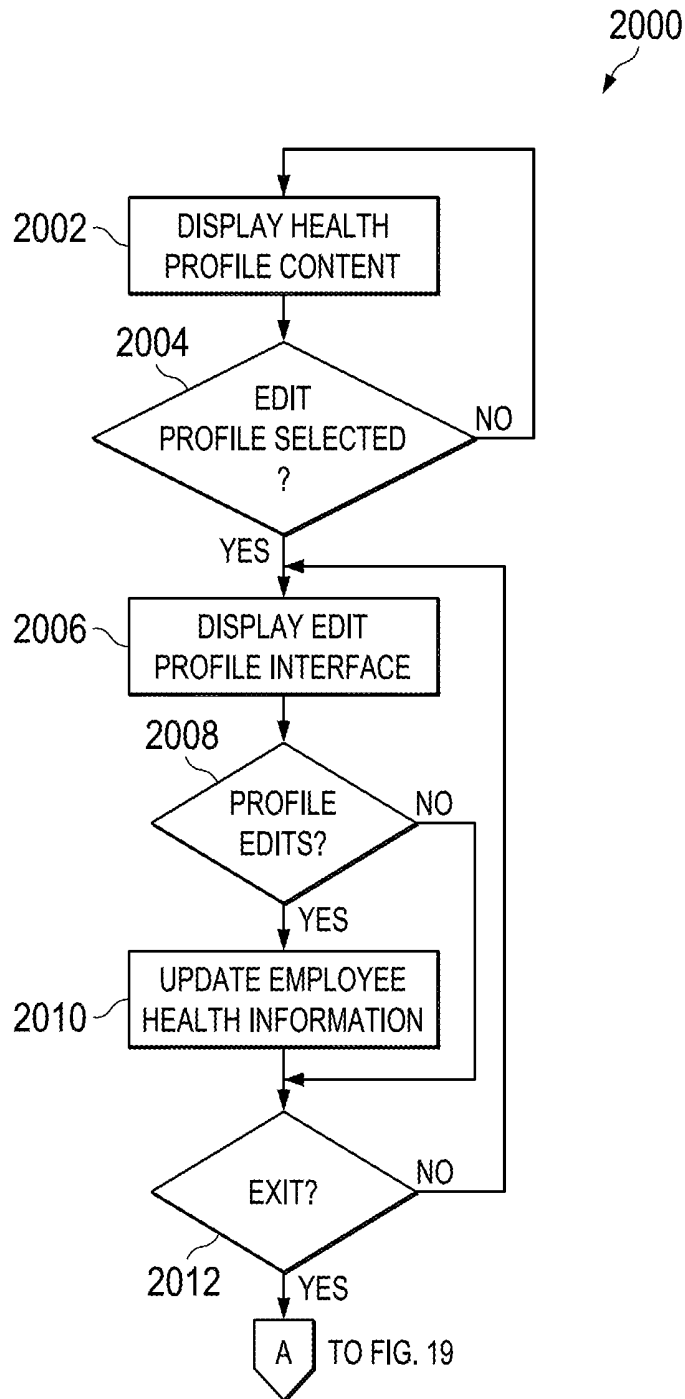 2000
2002
DISPLAY HEALTH
PROFILE CONTENT
2004
EDIT
PROFILE SELECTED
?
NO
YES
2006
DISPLAY EDIT
PROFILE INTERFACE
2008
PROFILE
EDITS?
NO
YES
2010
UPDATE EMPLOYEE
HEALTH INFORMATION
EXIT?
NO
2012
YES
A TO FIG. 19